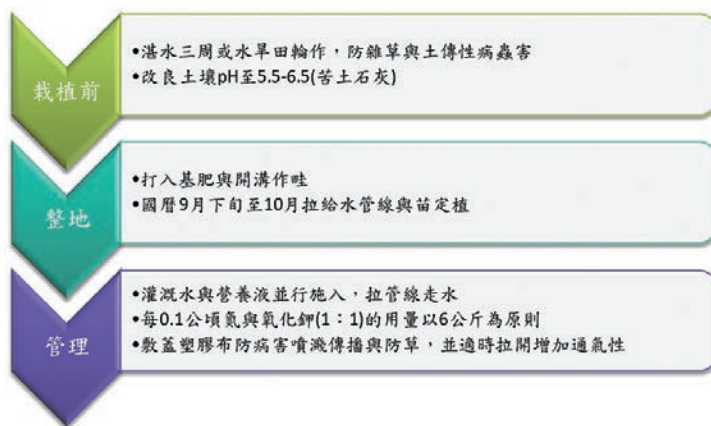 栽植前
•湛水三周或水旱田輪作，防雜草與土傳性病蟲害
•改良土壤pH至5.5-6.5(苦土石灰)
整地
•打入基肥與開溝作畦
•國曆9月下旬至10月拉給水管線與苗定植
管理
•灌溉水與營養液並行施入，拉管線走水
•每0.1公頃氮與氧化鉀(1：1)的用量以6公斤為原則
•敷蓋塑膠布防病害噴濺傳播與防草，並適時拉開增加通氣性